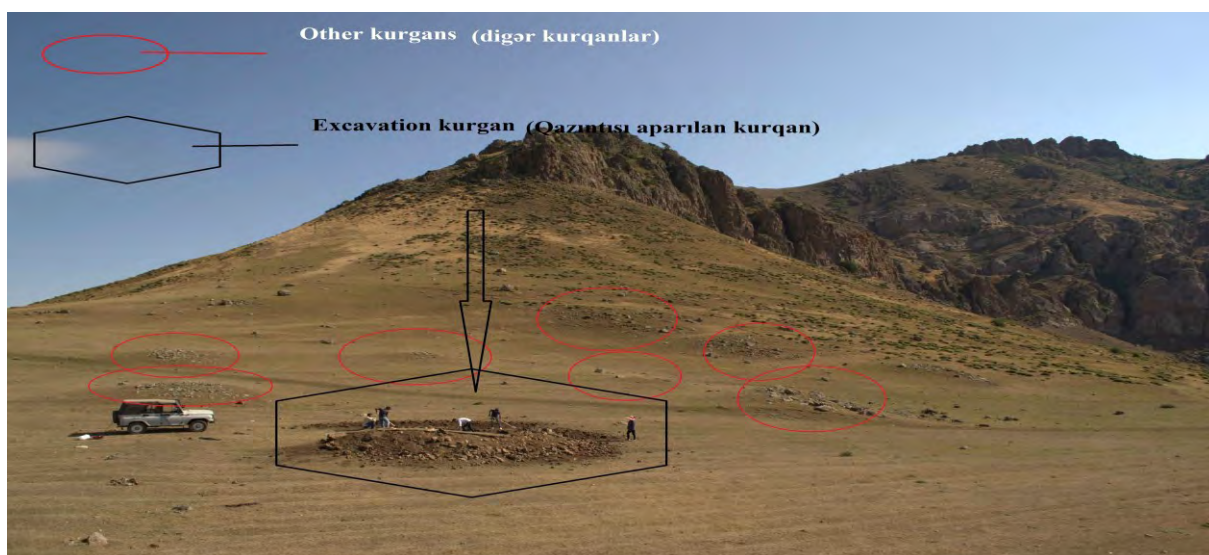 Other kurgans (digər kurqanlar)
Excavation kurgan (Qazıntısı aparılan kurqan)